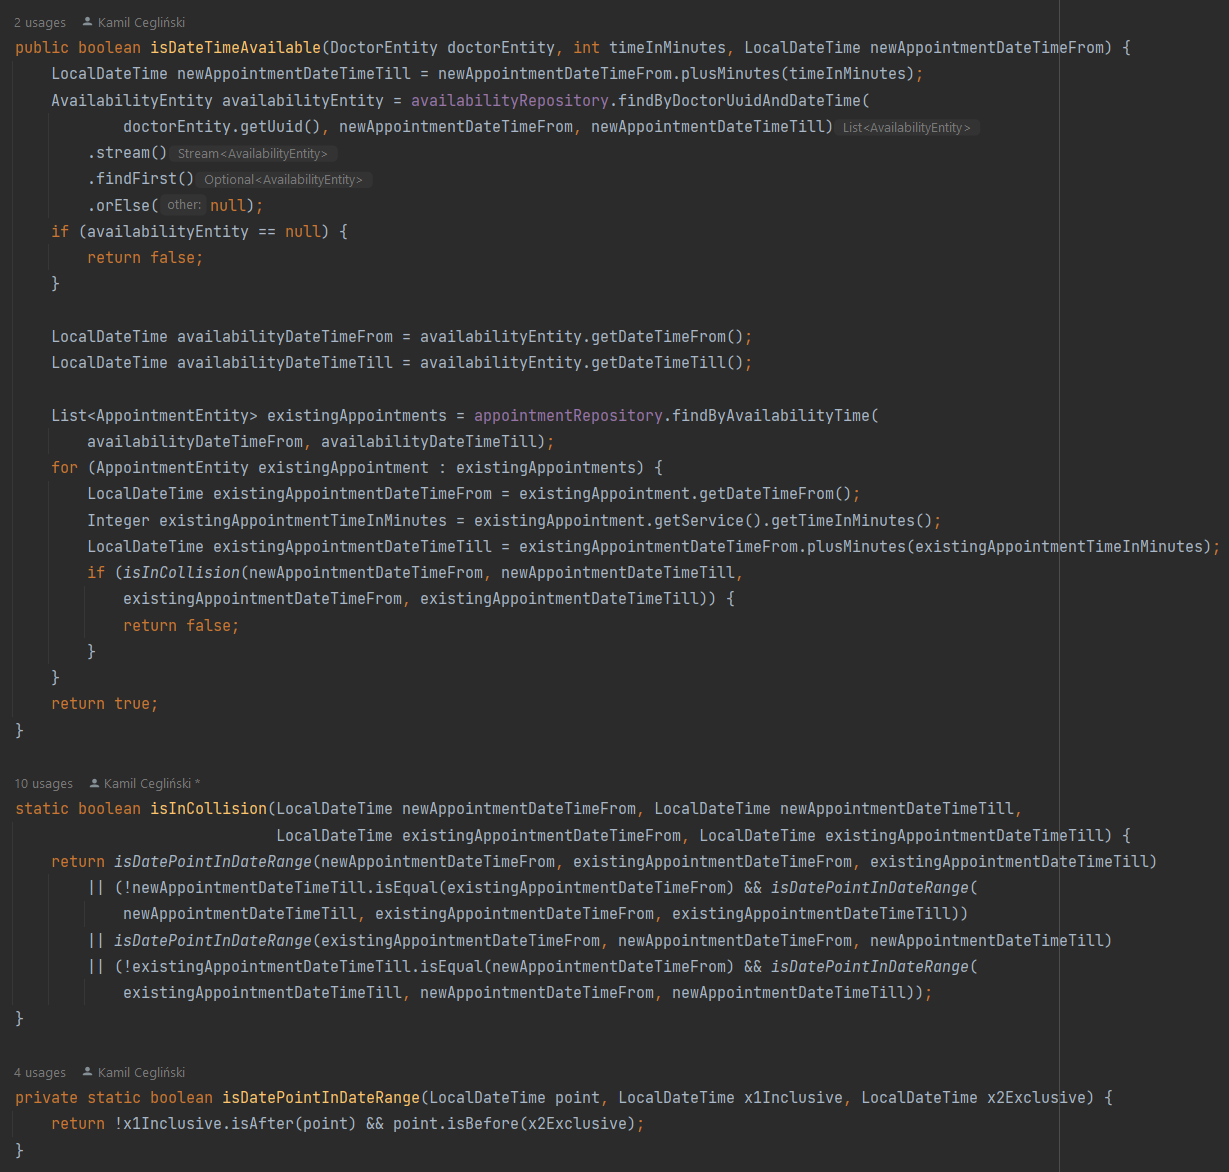 2 usages Kamil Cegliński
public boolean isDateTimeAvailable(DoctorEntity doctorEntity, int timeInMinutes, LocalDateTime newAppointmentDateTimeFrom) {
LocalDateTime newAppointmentDateTimeTill = newAppointmentDateTimeFrom.plusMinutes(timeInMinutes);
AvailabilityEntity availabilityEntity = availabilityRepository.findByDoctorUuidAndDateTime(
doctorEntity.getUuid(), newAppointmentDateTimeFrom, newAppointmentDateTimeTill) List<AvailabilityEntity>
.stream() Stream<AvailabilityEntity>
.findFirst() Optional<AvailabilityEntity>
.orElse( other: null);
if (availabilityEntity == null) {
return false;
}
LocalDateTime availabilityDateTimeFrom = availabilityEntity.getDateTimeFrom();
LocalDateTime availabilityDateTimeTill = availabilityEntity.getDateTimeTill();
List<AppointmentEntity> existingAppointments = appointmentRepository.findByAvailabilityTime(
availabilityDateTimeFrom, availabilityDateTimeTill);
for (AppointmentEntity existingAppointment : existingAppointments) {
LocalDateTime existingAppointmentDateTimeFrom = existingAppointment.getDateTimeFrom();
Integer existingAppointmentTimeInMinutes = existingAppointment.getService().getTimeInMinutes();
LocalDateTime existingAppointmentDateTimeTill = existingAppointmentDateTimeFrom.plusMinutes(existingAppointmentTimeInMinutes);
if (isInCollision(newAppointmentDateTimeFrom, newAppointmentDateTimeTill,
existingAppointmentDateTimeFrom, existingAppointmentDateTimeTill)) {
return false;
}
}
return true;
}
10 usages Kamil Cegliński *
static boolean isInCollision(LocalDateTime newAppointmentDateTimeFrom, LocalDateTime newAppointmentDateTimeTill,
LocalDateTime existingAppointmentDateTimeFrom, LocalDateTime existingAppointmentDateTimeTill) {
return isDatePointInDateRange(newAppointmentDateTimeFrom, existingAppointmentDateTimeFrom, existingAppointmentDateTimeTill)
|| (!newAppointmentDateTimeTill.isEqual(existingAppointmentDateTimeFrom) && isDatePointInDateRange(
newAppointmentDateTimeTill, existingAppointmentDateTimeFrom, existingAppointmentDateTimeTill))
|| isDatePointInDateRange(existingAppointmentDateTimeFrom, newAppointmentDateTimeFrom, newAppointmentDateTimeTill)
|| (!existingAppointmentDateTimeTill.isEqual(newAppointmentDateTimeFrom) && isDatePointInDateRange(
existingAppointmentDateTimeTill, newAppointmentDateTimeFrom, newAppointmentDateTimeTill));
}
4 usages Kamil Cegliński
private static boolean isDatePointInDateRange(LocalDateTime point, LocalDateTime x1Inclusive, LocalDateTime x2Exclusive) {
return !x1Inclusive.isAfter(point) && point.isBefore(x2Exclusive);
}